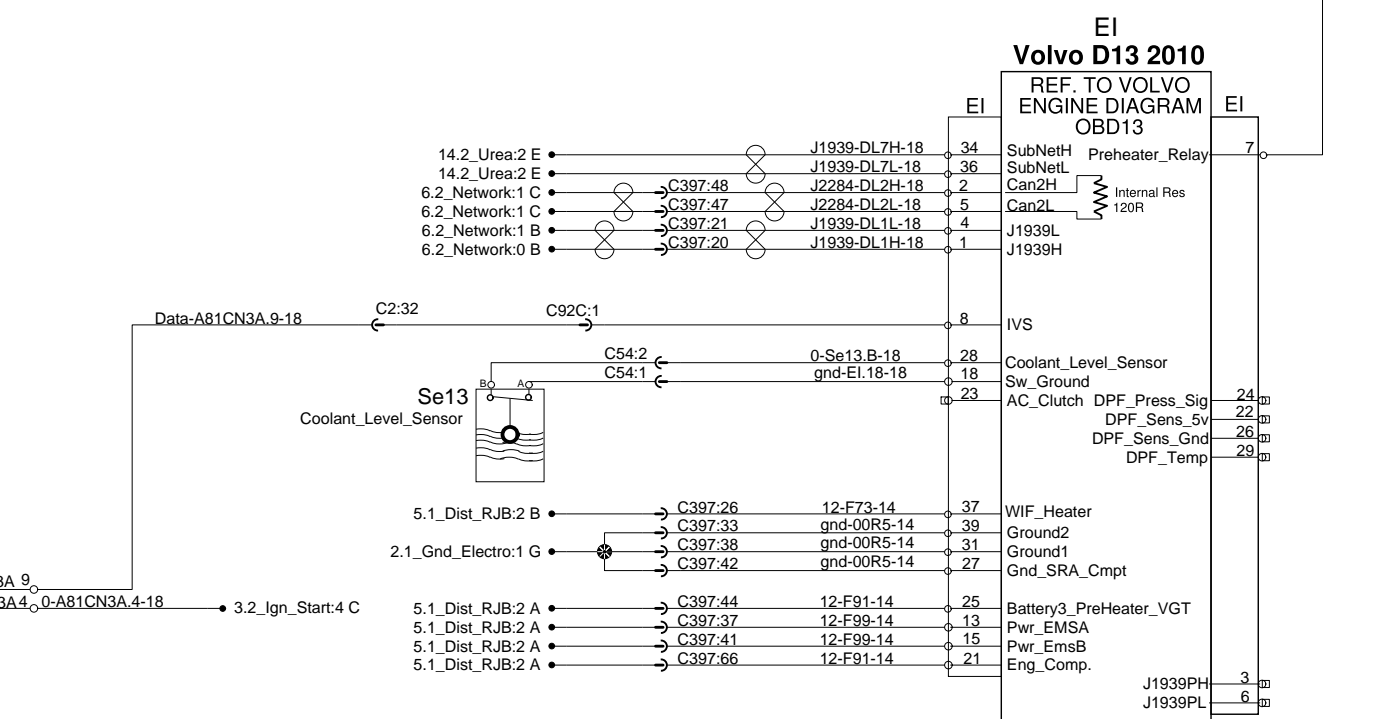 EI
Volvo D13 2010
REF. TO VOLVO
ENGINE DIAGRAM
OBD13
EI
EI
14.2_Urea:2 E J1939-DL7H-18 34 SubNetH Preheater_Relay 7
14.2_Urea:2 E J1939-DL7L-18 36 SubNetL
6.2_Network:1 C C397:48 J2284-DL2H-18 2 Can2H
6.2_Network:1 C C397:47 J2284-DL2L-18 5 Can2L
Internal Res
120R
6.2_Network:1 B C397:21 J1939-DL1L-18 4 J1939L
6.2_Network:0 B C397:20 J1939-DL1H-18 1 J1939H
Data-A81CN3A.9-18 C2:32 C92C:1 8 IVS
C54:2 0-Se13.B-18 28 Coolant_Level_Sensor
C54:1 gnd-EI.18-18 18 Sw_Ground
B A
Se13
Coolant_Level_Sensor
23 AC_Clutch DPF_Press_Sig 24
DPF_Sens_5v 22
DPF_Sens_Gnd 26
DPF_Temp 29
5.1_Dist_RJB:2 B C397:26 12-F73-14 37 WIF_Heater
C397:33 gnd-00R5-14 39 Ground2
2.1_Gnd_Electro:1 G C397:38 gnd-00R5-14 31 Ground1
C397:42 gnd-00R5-14 27 Gnd_SRA_Cmpt
3A 9
3A 4 0-A81CN3A.4-18 3.2_Ign_Start:4 C
5.1_Dist_RJB:2 A C397:44 12-F91-14 25 Battery3_PreHeater_VGT
5.1_Dist_RJB:2 A C397:37 12-F99-14 13 Pwr_EMSA
5.1_Dist_RJB:2 A C397:41 12-F99-14 15 Pwr_EmsB
5.1_Dist_RJB:2 A C397:66 12-F91-14 21 Eng_Comp.
J1939PH 3
J1939PL 6